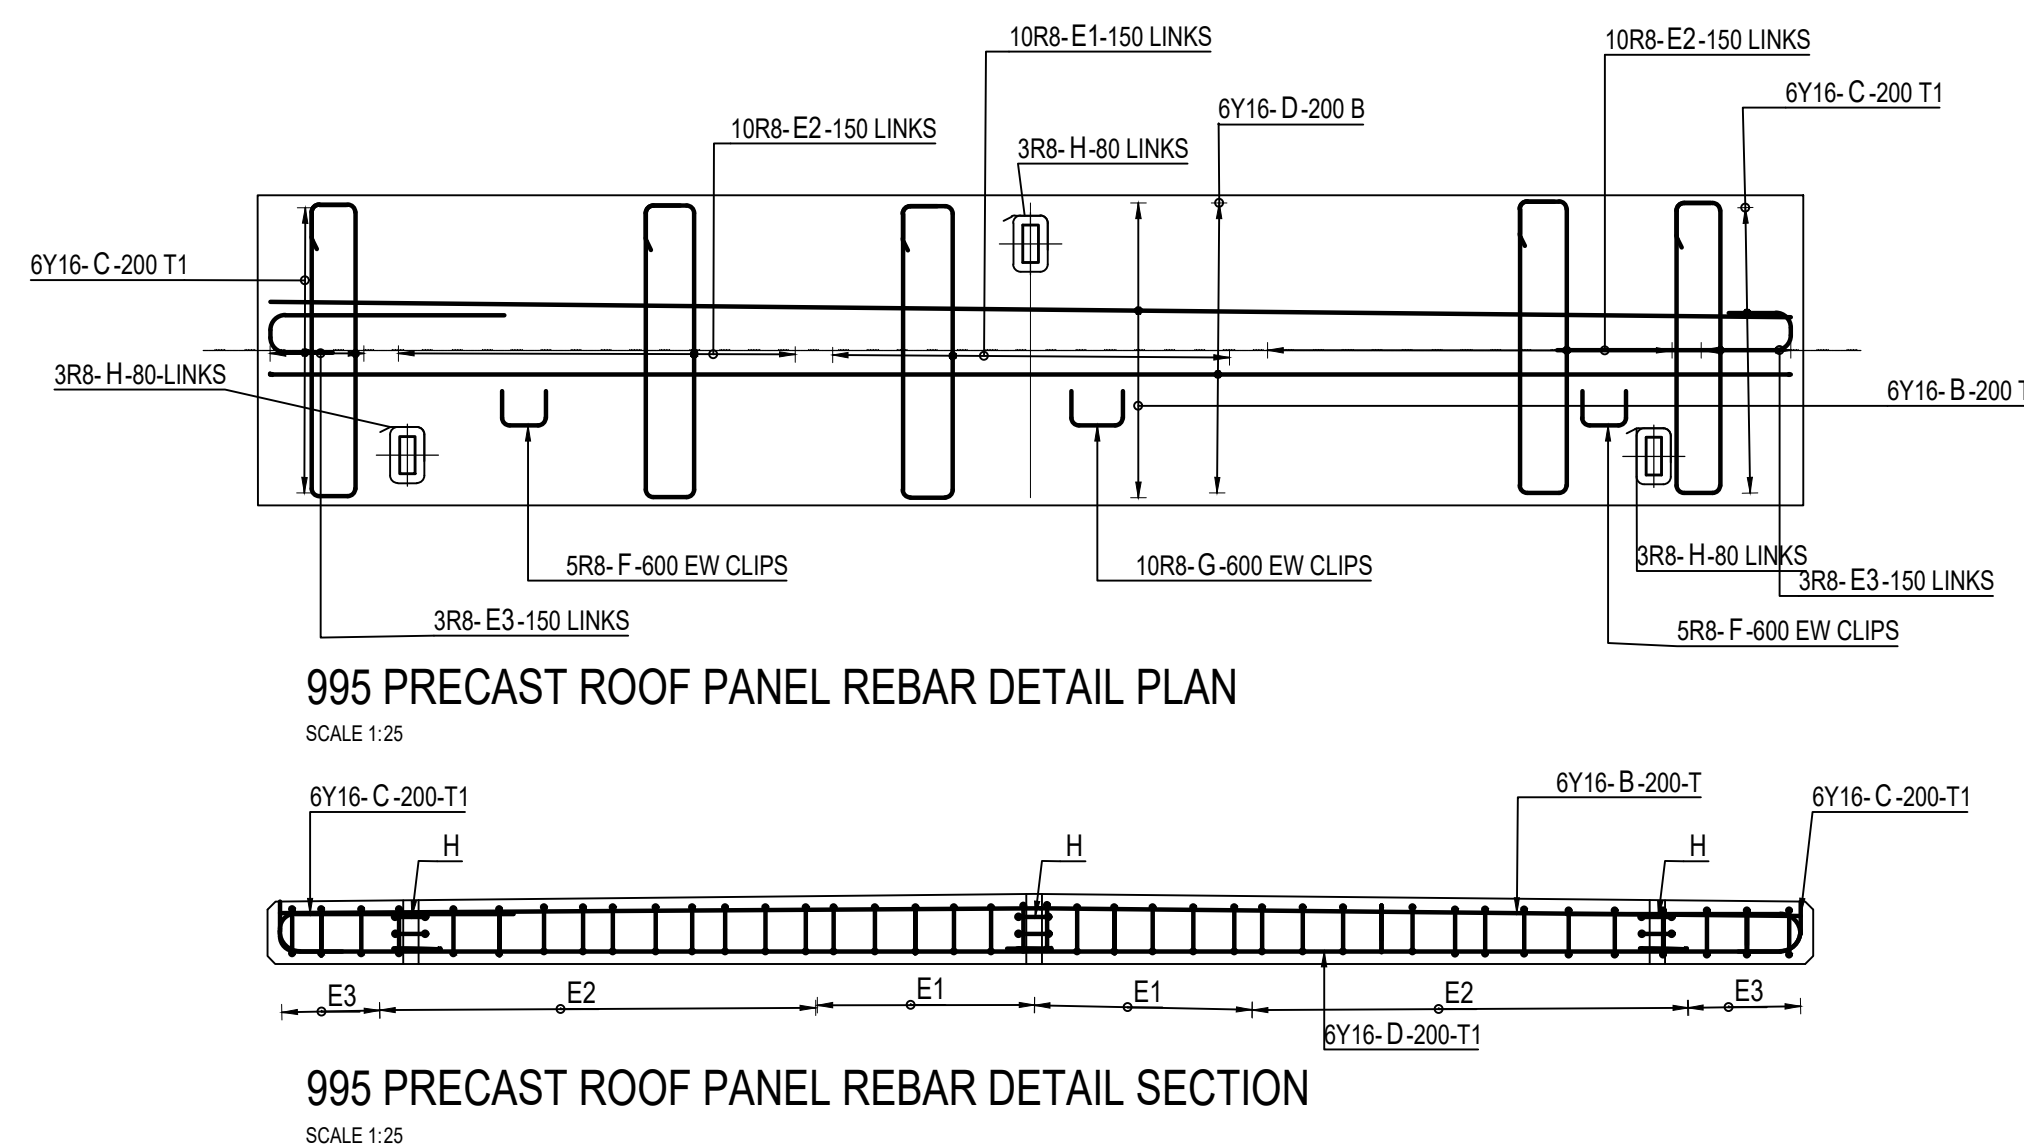 10R8-E1-150 LINKS
10R8-E2-150 LINKS
6Y16-C-200 T1
6Y16-D-200 B
10R8-E2-150 LINKS
3R8-H-80 LINKS
6Y16-C-200 T1
3R8-H-80-LINKS
6Y16-B-200 T
5R8-F-600 EW CLIPS
10R8-G-600 EW CLIPS
3R8-H-80 LINKS
3R8-E3-150 LINKS
3R8-E3-150 LINKS
5R8-F-600 EW CLIPS
995 PRECAST ROOF PANEL REBAR DETAIL PLAN
SCALE 1:25
6Y16-C-200-T1
6Y16-B-200-T
6Y16-C-200-T1
H
H
H
E3
E2
E1
E1
E2
E3
6Y16-D-200-T1
995 PRECAST ROOF PANEL REBAR DETAIL SECTION
SCALE 1:25